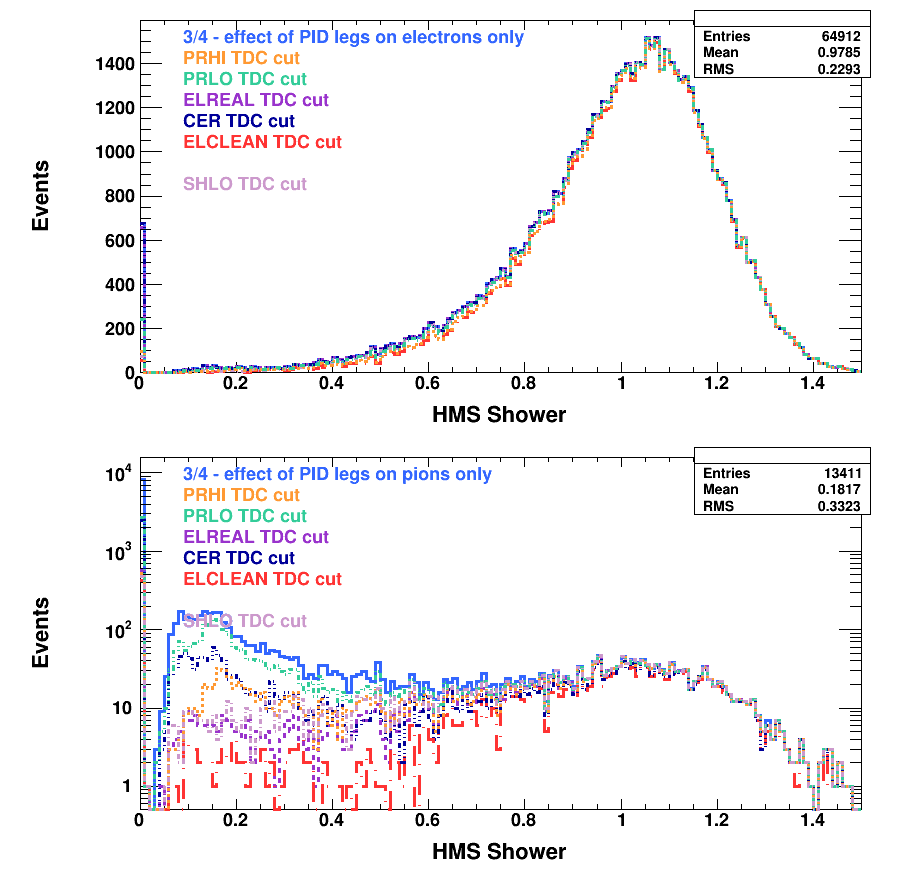 3/4 - effect of PID legs on electrons only
PRHI TDC cut
PRLO TDC cut
ELREAL TDC cut
CER TDC cut
ELCLEAN TDC cut
SHLO TDC cut
Entries 64912
Mean 0.9785
RMS 0.2293
Events
1400
1200
1000
800
600
400
200
0
0 0.2 0.4 0.6 0.8 1 1.2 1.4
HMS Shower
3/4 - effect of PID legs on pions only
PRHI TDC cut
PRLO TDC cut
ELREAL TDC cut
CER TDC cut
ELCLEAN TDC cut
SHLO TDC cut
Entries 13411
Mean 0.1817
RMS 0.3323
Events
10^4
10^3
10^2
10
1
0 0.2 0.4 0.6 0.8 1 1.2 1.4
HMS Shower